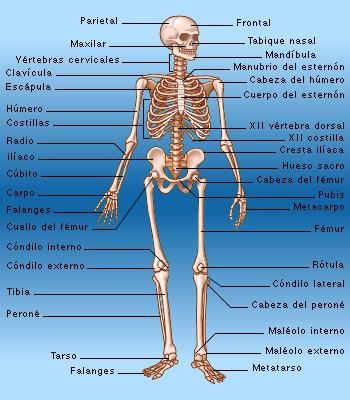 Parietal
Frontal
Maxilar
Tabique nasal
Vértebras cervicales
Mandíbula
Clavícula
Manubrio del esternón
Escápula
Cabeza del húmero
Cuerpo del esternón
Húmero
Costillas
XII vértebra dorsal
Radio
XII costilla
ilíaco
Cresta ilíaca
Cúbito
Hueso sacro
Carpo
Cabeza del fémur
Falanges
Pubis
Metacarpo
Cuello del fémur
Fémur
Cóndilo interno
Cóndilo externo
Rótula
Cóndilo lateral
Tibia
Cabeza del peroné
Peroné
Maléolo interno
Tarso
Maléolo externo
Falanges
Metatarso